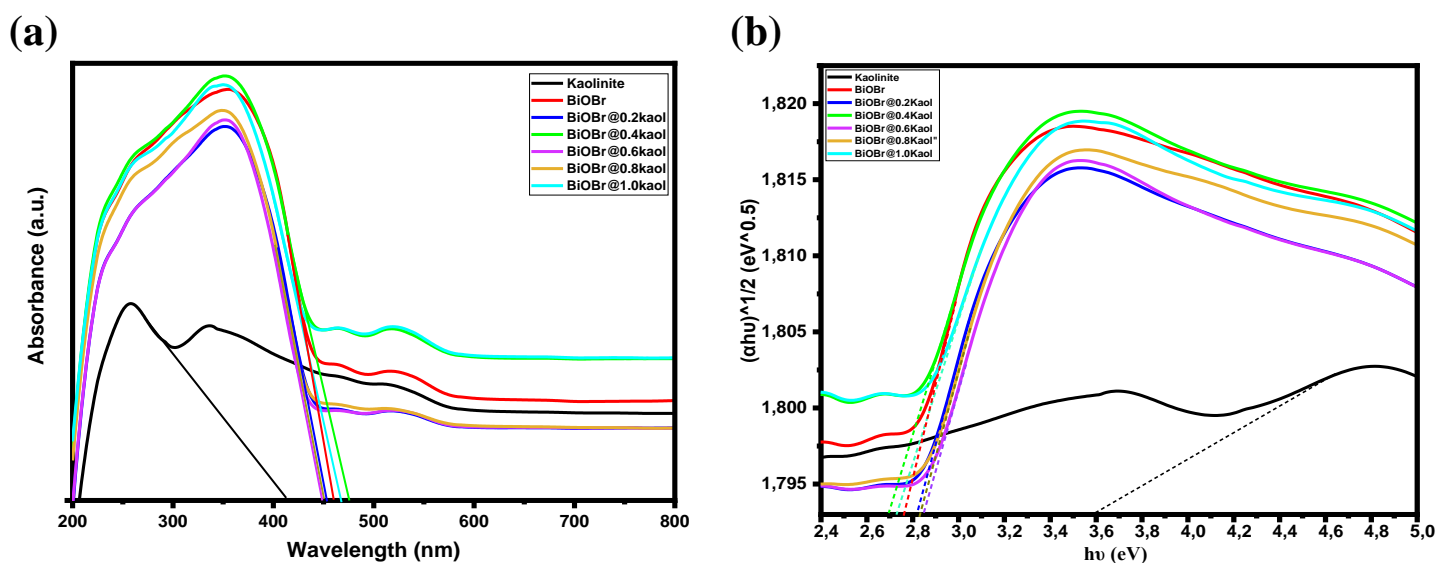 (a)
Absorbance (a.u.)
Kaolinite
BiOBr
BiOBr@0.2kaol
BiOBr@0.4kaol
BiOBr@0.6kaol
BiOBr@0.8kaol
BiOBr@1.0kaol
200 300 400 500 600 700 800
Wavelength (nm)
(b)
(αhυ)^1/2 (eV^0.5)
Kaolinite
BiOBr
BiOBr@0.2Kaol
BiOBr@0.4Kaol
BiOBr@0.6Kaol
BiOBr@0.8Kaol"
BiOBr@1.0Kaol
1,820
1,815
1,810
1,805
1,800
1,795
2,4 2,6 2,8 3,0 3,2 3,4 3,6 3,8 4,0 4,2 4,4 4,6 4,8 5,0
hυ (eV)